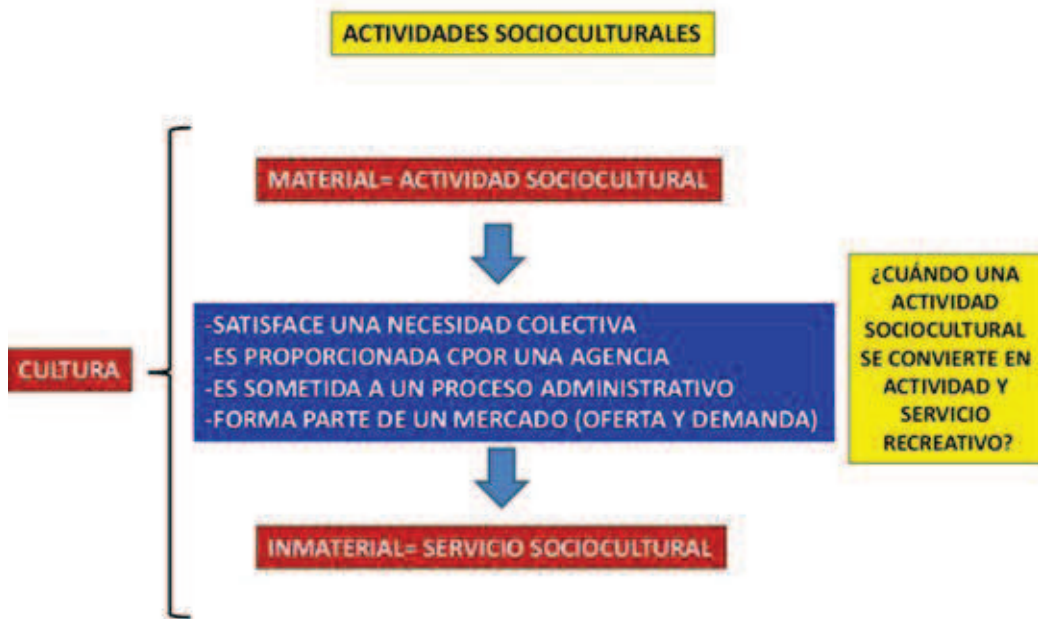 ACTIVIDADES SOCIOCULTURALES
MATERIAL= ACTIVIDAD SOCIOCULTURAL
CULTURA
-SATISFACE UNA NECESIDAD COLECTIVA
-ES PROPORCIONADA CPOR UNA AGENCIA
-ES SOMETIDA A UN PROCESO ADMINISTRATIVO
-FORMA PARTE DE UN MERCADO (OFERTA Y DEMANDA)
¿CUÁNDO UNA
ACTIVIDAD
SOCIOCULTURAL
SE CONVIERTE EN
ACTIVIDAD Y
SERVICIO
RECREATIVO?
INMATERIAL= SERVICIO SOCIOCULTURAL